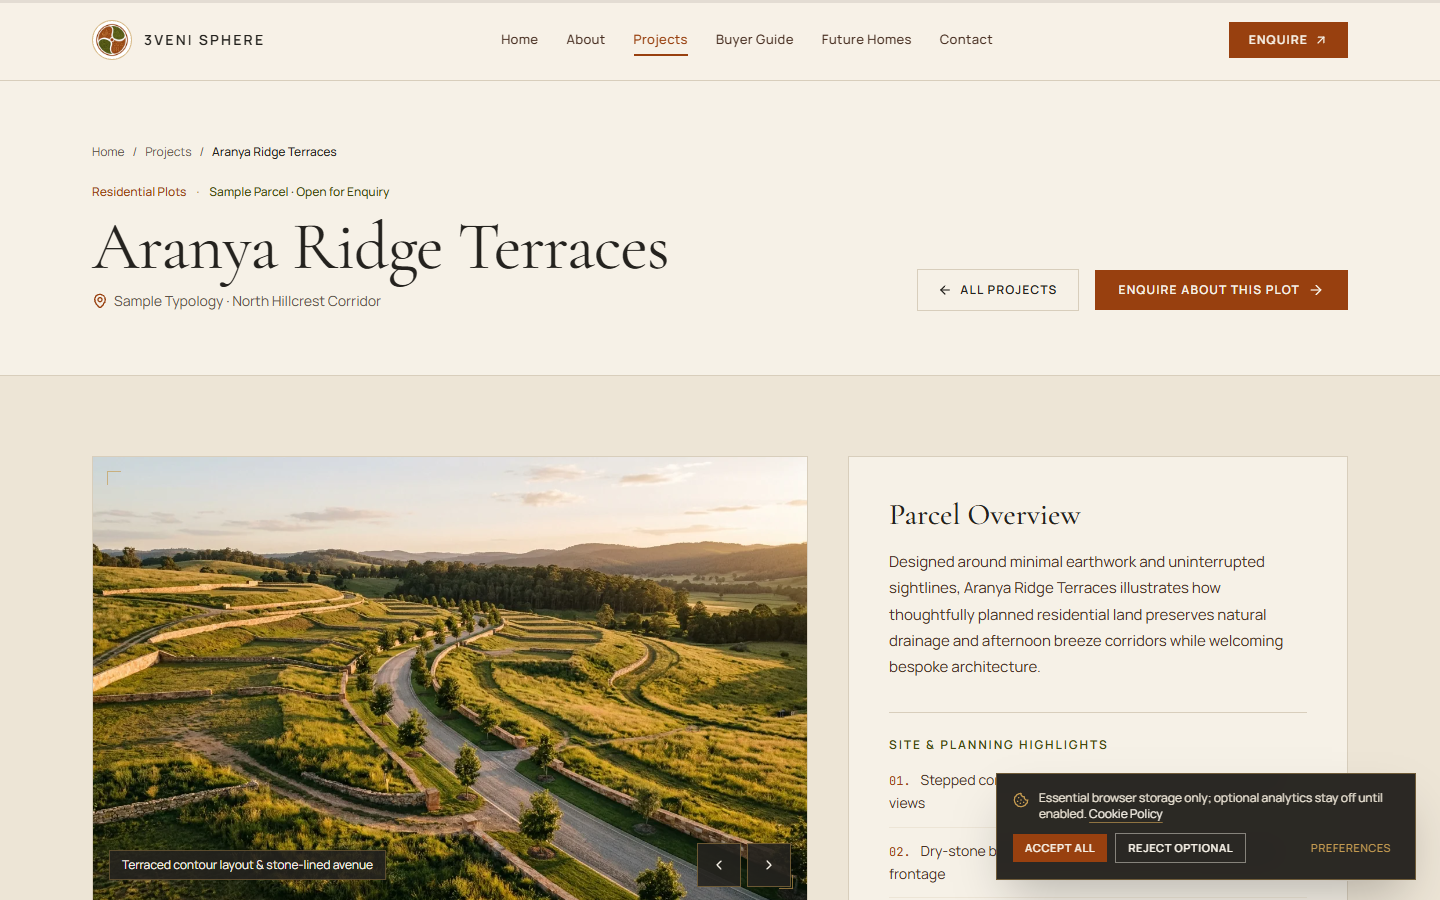 3VENI SPHERE
Home
About
Projects
Buyer Guide
Future Homes
Contact
ENQUIRE
Home / Projects / Aranya Ridge Terraces
Residential Plots · Sample Parcel · Open for Enquiry
Aranya Ridge Terraces
Sample Typology · North Hillcrest Corridor
ALL PROJECTS
ENQUIRE ABOUT THIS PLOT
Terraced contour layout & stone-lined avenue
Parcel Overview
Designed around minimal earthwork and uninterrupted
sightlines, Aranya Ridge Terraces illustrates how
thoughtfully planned residential land preserves natural
drainage and afternoon breeze corridors while welcoming
bespoke architecture.
SITE & PLANNING HIGHLIGHTS
01. Stepped
views
02. Dry-stone
frontage
Essential browser storage only; optional analytics stay off until
enabled. Cookie Policy
ACCEPT ALL
REJECT OPTIONAL
PREFERENCES